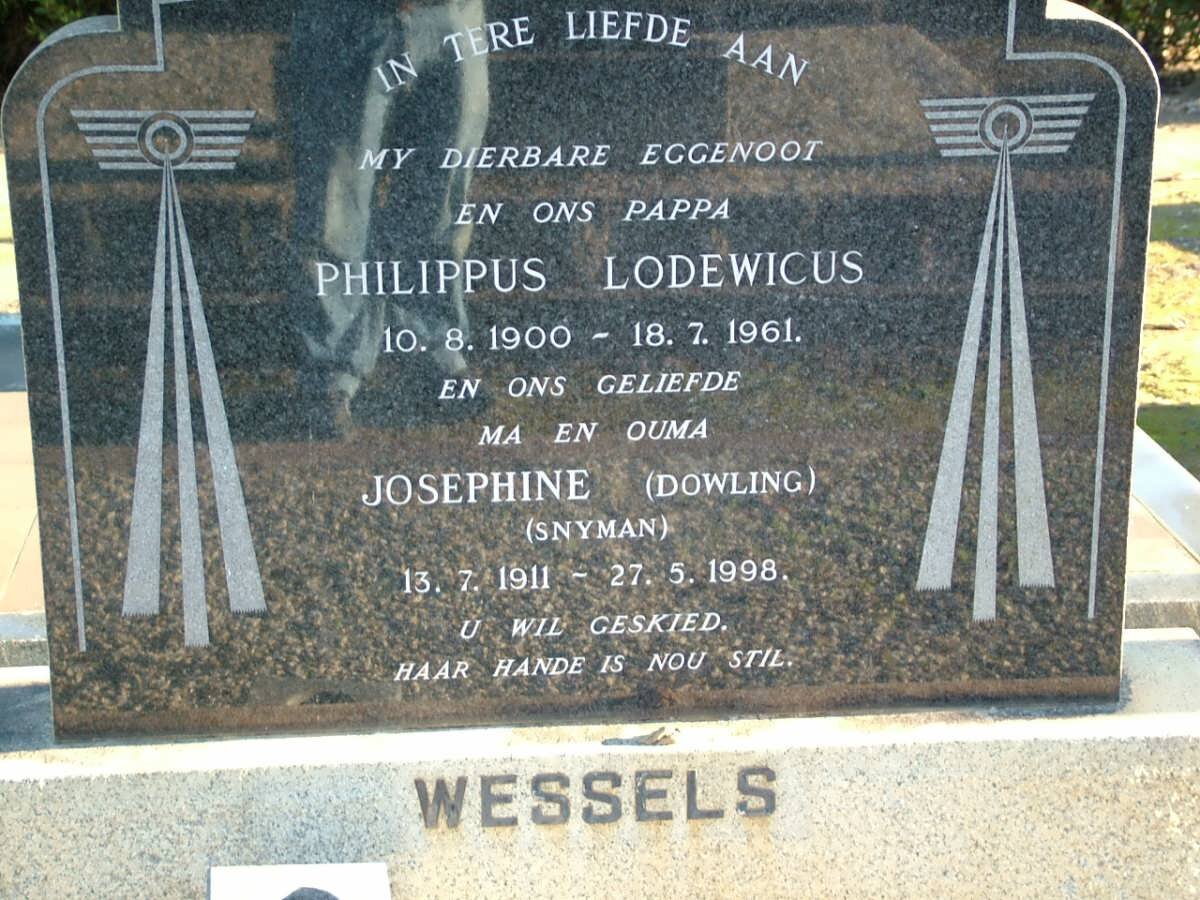 IN TERE LIEFDE AAN
MY DIERBARE EGGENOOT
EN ONS PAPPA
PHILIPPUS LODEWICUS
10. 8. 1900 ~ 18. 7. 1961.
EN ONS GELIEFDE
MA EN OUMA
JOSEPHINE (DOWLING)
(SNYMAN)
13. 7. 1911 ~ 27. 5. 1998.
U WIL GESKIED.
HAAR HANDE IS NOU STIL.
WESSELS